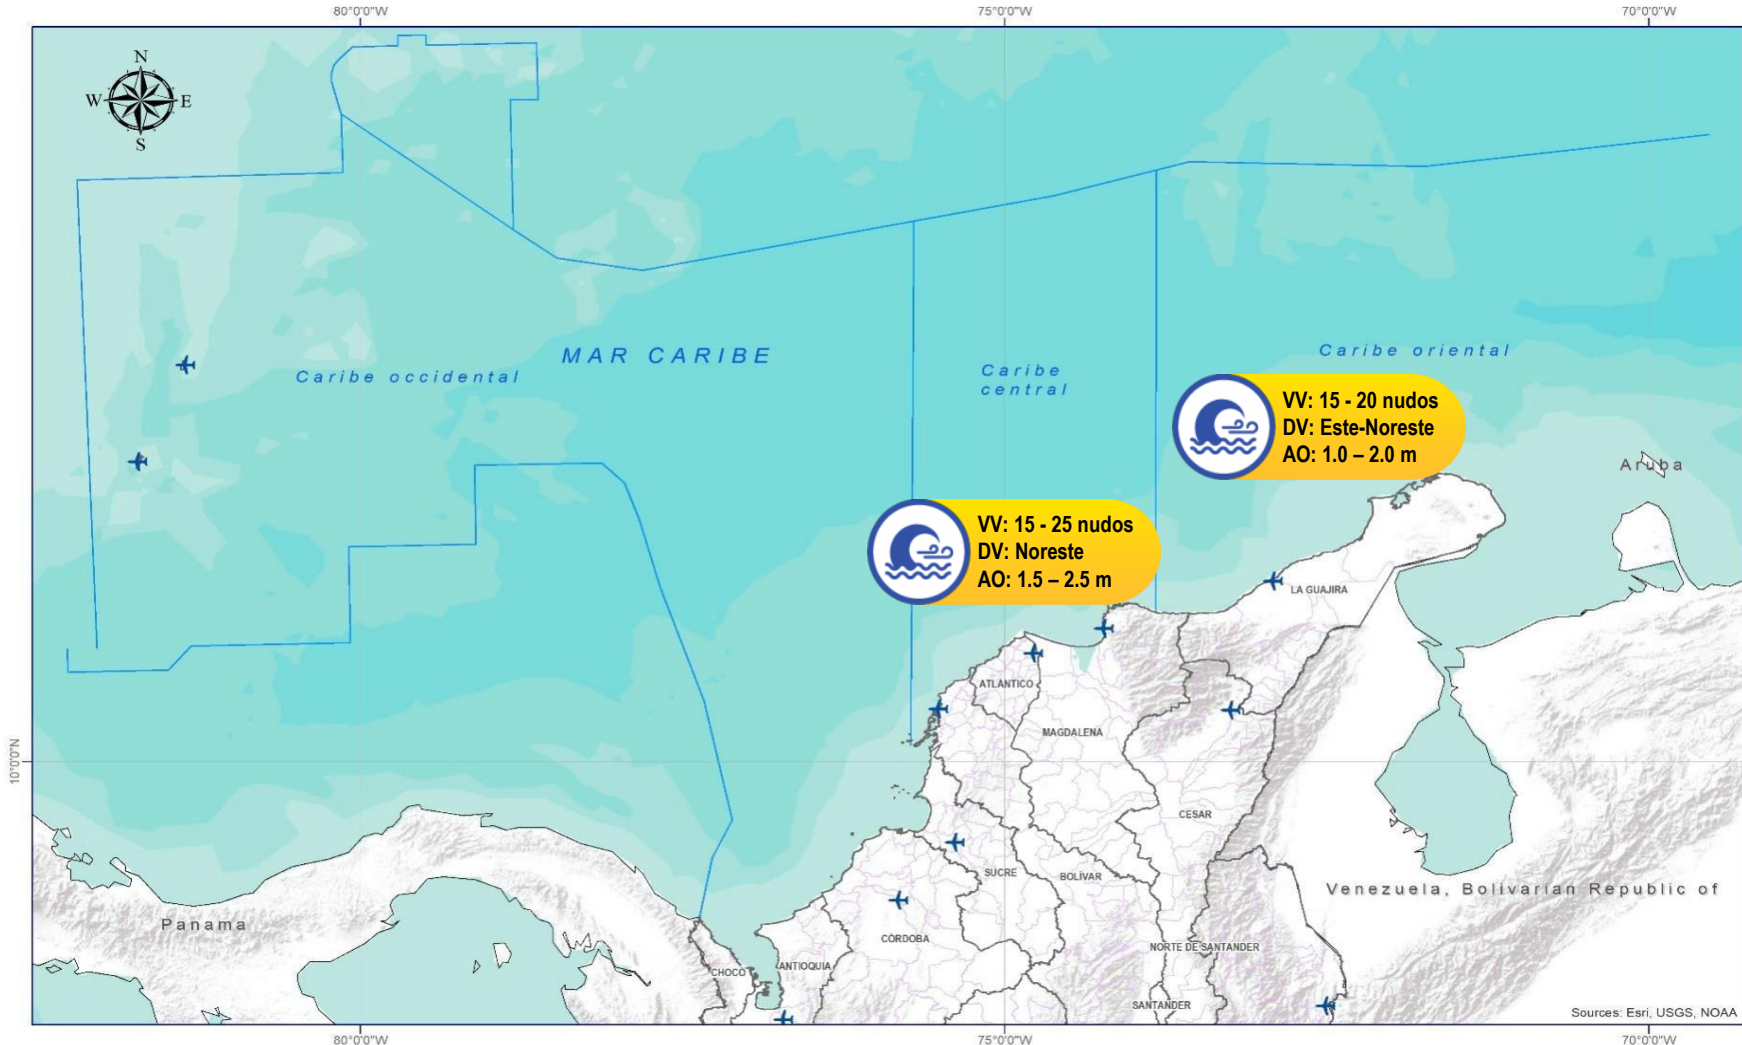 80°0'0"W
75°0'0"W
70°0'0"W
N
W
E
S
MAR CARIBE
Caribe occidental
Caribe
central
Caribe oriental
VV: 15 - 20 nudos
DV: Este-Noreste
AO: 1.0 – 2.0 m
Aruba
VV: 15 - 25 nudos
DV: Noreste
AO: 1.5 – 2.5 m
LA GUAJIRA
ATLÁNTICO
MAGDALENA
10°0'0"N
CESAR
SUCRE
BOLÍVAR
Venezuela, Bolivarian Republic of
Panama
CÓRDOBA
NORTE DE SANTANDER
CHOCÓ
ANTIOQUIA
SANTANDER
Sources: Esri, USGS, NOAA
80°0'0"W
75°0'0"W
70°0'0"W